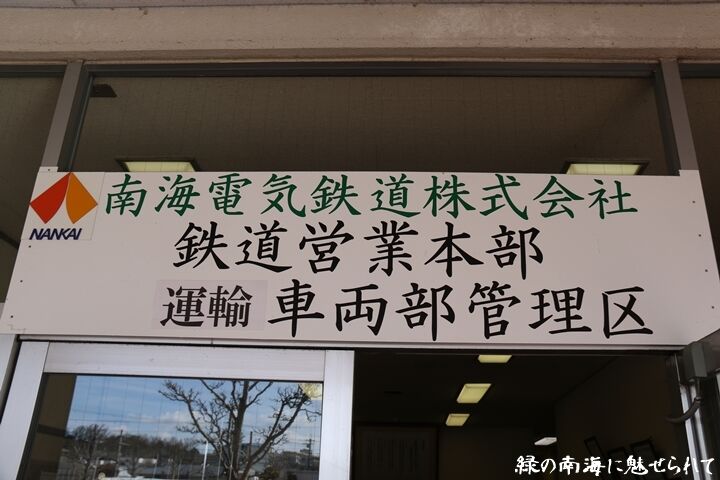 南海電気鉄道株式会社
NANKAI
鉄道営業本部
運輸車両部管理区
緑の南海に魅せられて